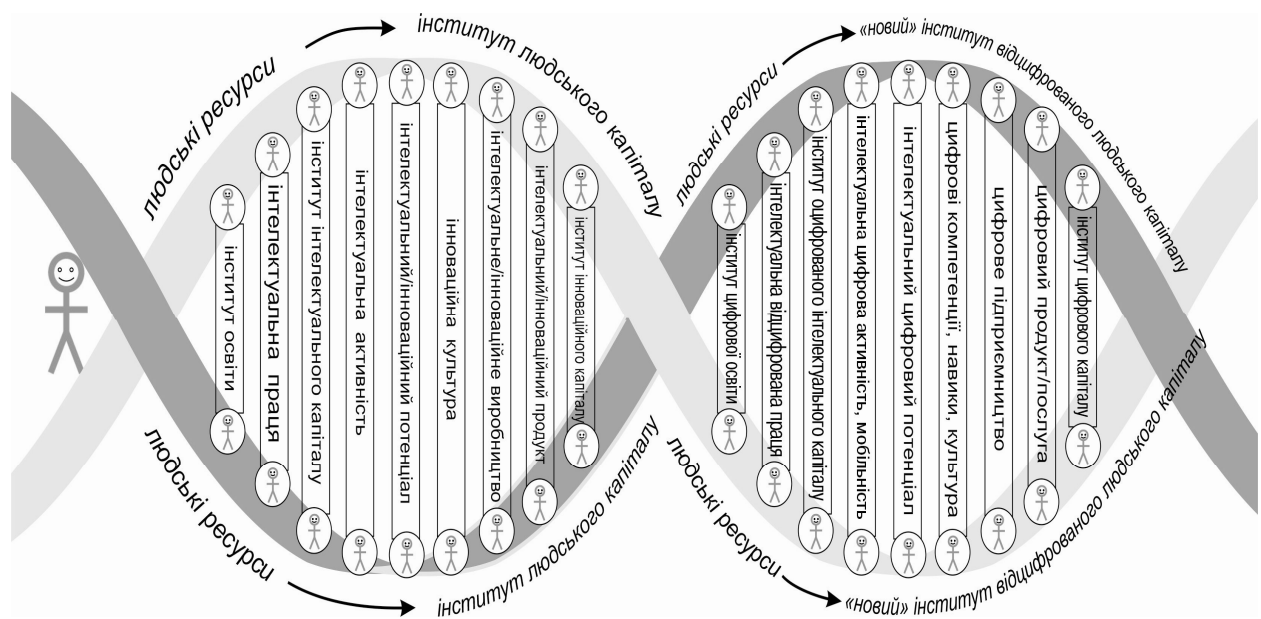 людські ресурси
інститут людського капіталу
інститут освіти
інтелектуальна праця
інститут інтелектуального капіталу
інтелектуальна активність
інтелектуальний/інноваційний потенціал
інноваційна культура
інтелектуальне/інноваційне виробництво
інтелектуальний/інноваційний продукт
інститут інноваційного капіталу
людські ресурси
інститут людського капіталу
людські ресурси
«новий» інститут відцифрованого людського капіталу
інститут цифрової освіти
інтелектуальна відцифрована праця
інститут оцифрованого інтелектуального капіталу
інтелектуальна цифрова активність, мобільність
інтелектуальний цифровий потенціал
цифрові компетенції, навики, культура
цифрове підприємництво
цифровий продукт/послуга
інститут цифрового капіталу
людські ресурси
«новий» інститут відцифрованого людського капіталу